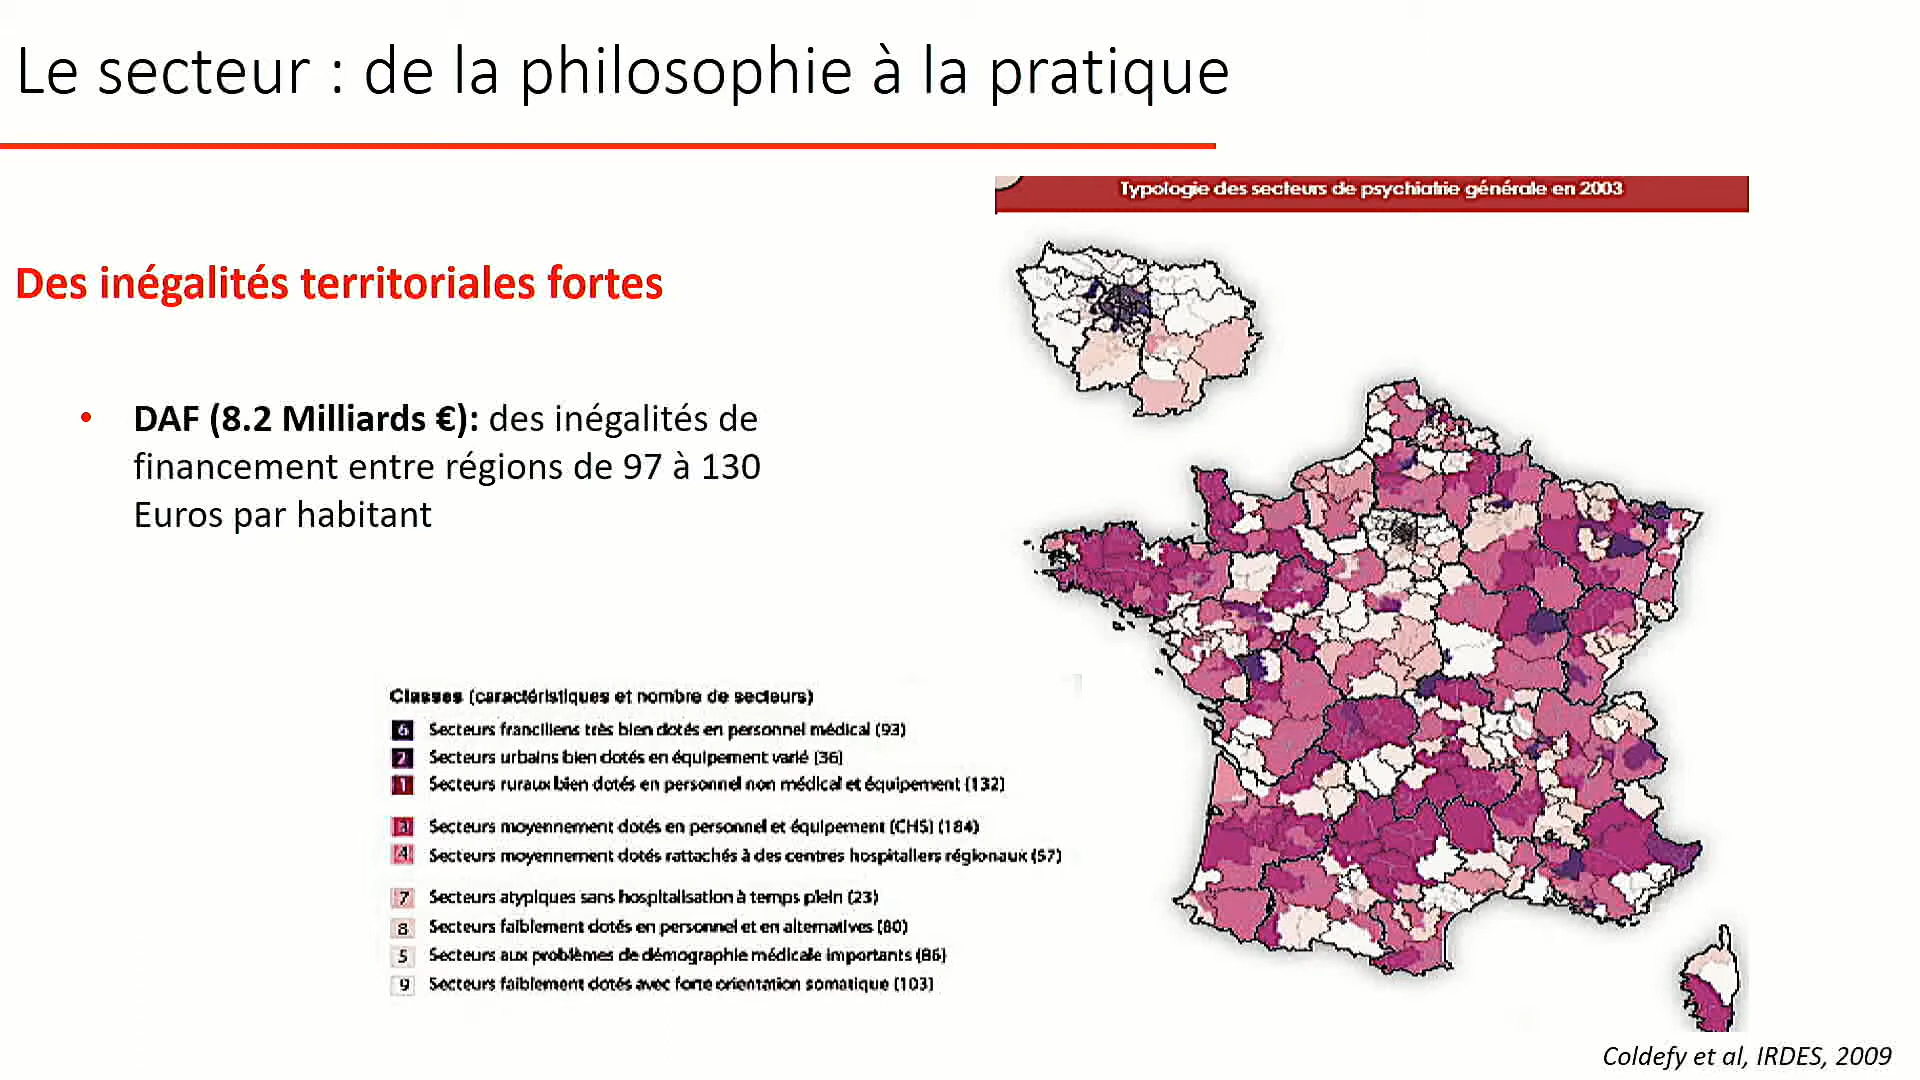 Le secteur : de la philosophie à la pratique
Typologie des secteurs de psychiatrie générale en 2003
Des inégalités territoriales fortes
• DAF (8.2 Milliards €): des inégalités de
financement entre régions de 97 à 130
Euros par habitant
Classes (caractéristiques et nombre de secteurs)
6 Secteurs franciliens très bien dotés en personnel médical (93)
2 Secteurs urbains bien dotés en équipement varié (36)
1 Secteurs ruraux bien dotés en personnel non médical et équipement (132)
3 Secteurs moyennement dotés en personnel et équipement (CHS) (184)
4 Secteurs moyennement dotés rattachés à des centres hospitaliers régionaux (57)
7 Secteurs atypiques sans hospitalisation à temps plein (23)
8 Secteurs faiblement dotés en personnel et en alternatives (80)
5 Secteurs aux problèmes de démographie médicale importants (86)
9 Secteurs faiblement dotés avec forte orientation somatique (103)
Coldefy et al, IRDES, 2009